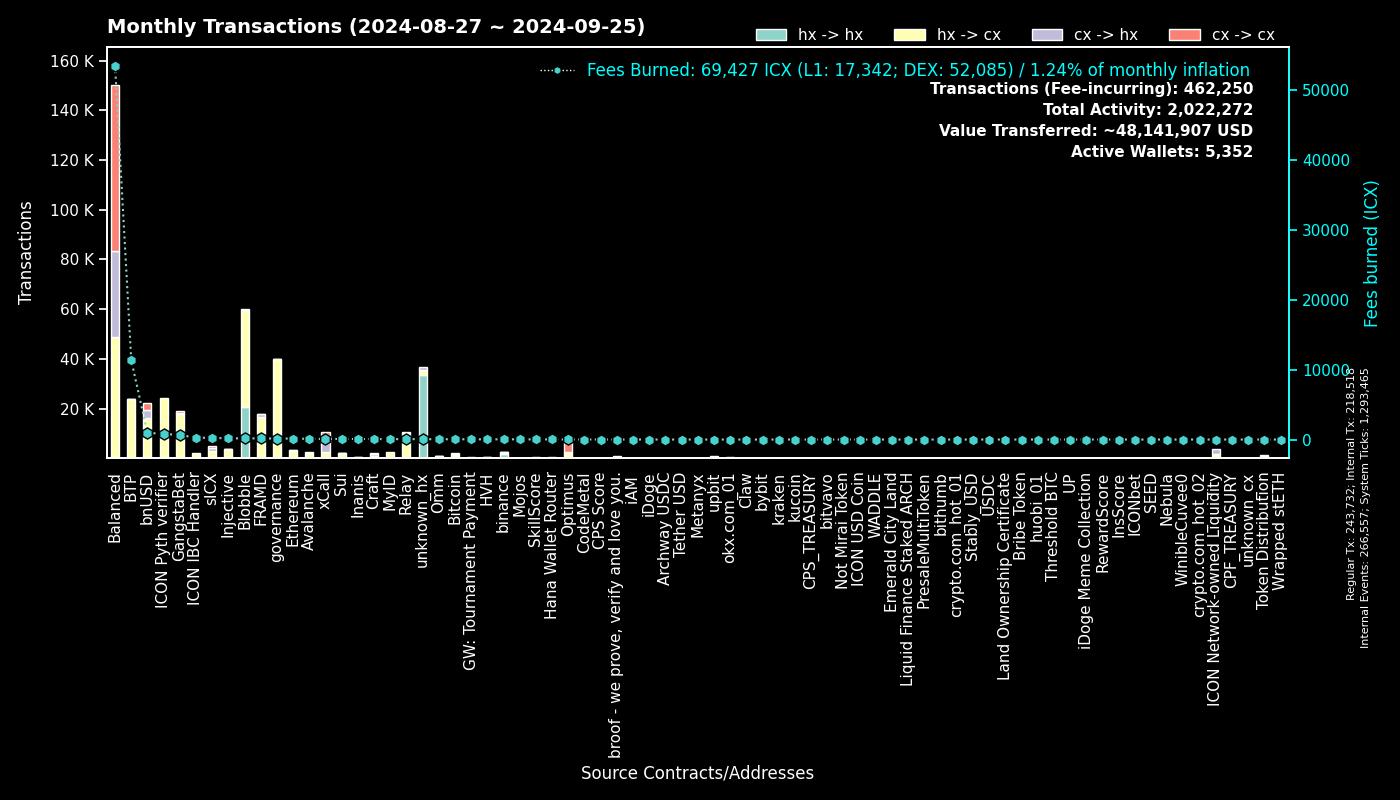 Monthly Transactions (2024-08-27 ~ 2024-09-25)
hx -> hx
hx -> cx
cx -> hx
cx -> cx
Fees Burned: 69,427 ICX (L1: 17,342; DEX: 52,085) / 1.24% of monthly inflation
Transactions (Fee-incurring): 462,250
Total Activity: 2,022,272
Value Transferred: ~48,141,907 USD
Active Wallets: 5,352
Transactions
160 K
140 K
120 K
100 K
80 K
60 K
40 K
20 K
50000
40000
30000
20000
10000
0
Fees burned (ICX)
Regular Tx: 243,732; Internal Tx: 218,518
Internal Events: 266,557; System Ticks: 1,293,465
Balanced
BTP
bnUSD
ICON Pyth verifier
GangstaBet
ICON IBC Handler
sICX
Injective
Blobble
FRAMD
governance
Ethereum
Avalanche
xCall
Sui
Inanis
Craft
MyID
Relay
unknown_hx
Omm
Bitcoin
GW: Tournament Payment
HVH
binance
Mojos
SkillScore
Hana Wallet Router
Optimus
CodeMetal
CPS Score
broof - we prove, verify and love you.
JAM
iDoge
Archway USDC
Tether USD
Metanyx
upbit
okx.com_01
Claw
bybit
kraken
kucoin
CPS_TREASURY
bitvavo
Not Mirai Token
ICON USD Coin
WADDLE
Emerald City Land
Liquid Finance Staked ARCH
PresaleMultiToken
bithumb
crypto.com_hot_01
Stably_USD
USDC
Land Ownership Certificate
Bribe Token
huobi_01
Threshold BTC
UP
iDoge Meme Collection
RewardScore
InsScore
ICONbet
SEED
Nebula
WinibleCuvee0
crypto.com_hot_02
ICON Network-owned Liquidity
CPF_TREASURY
unknown_cx
Token Distribution
Wrapped stETH
Source Contracts/Addresses